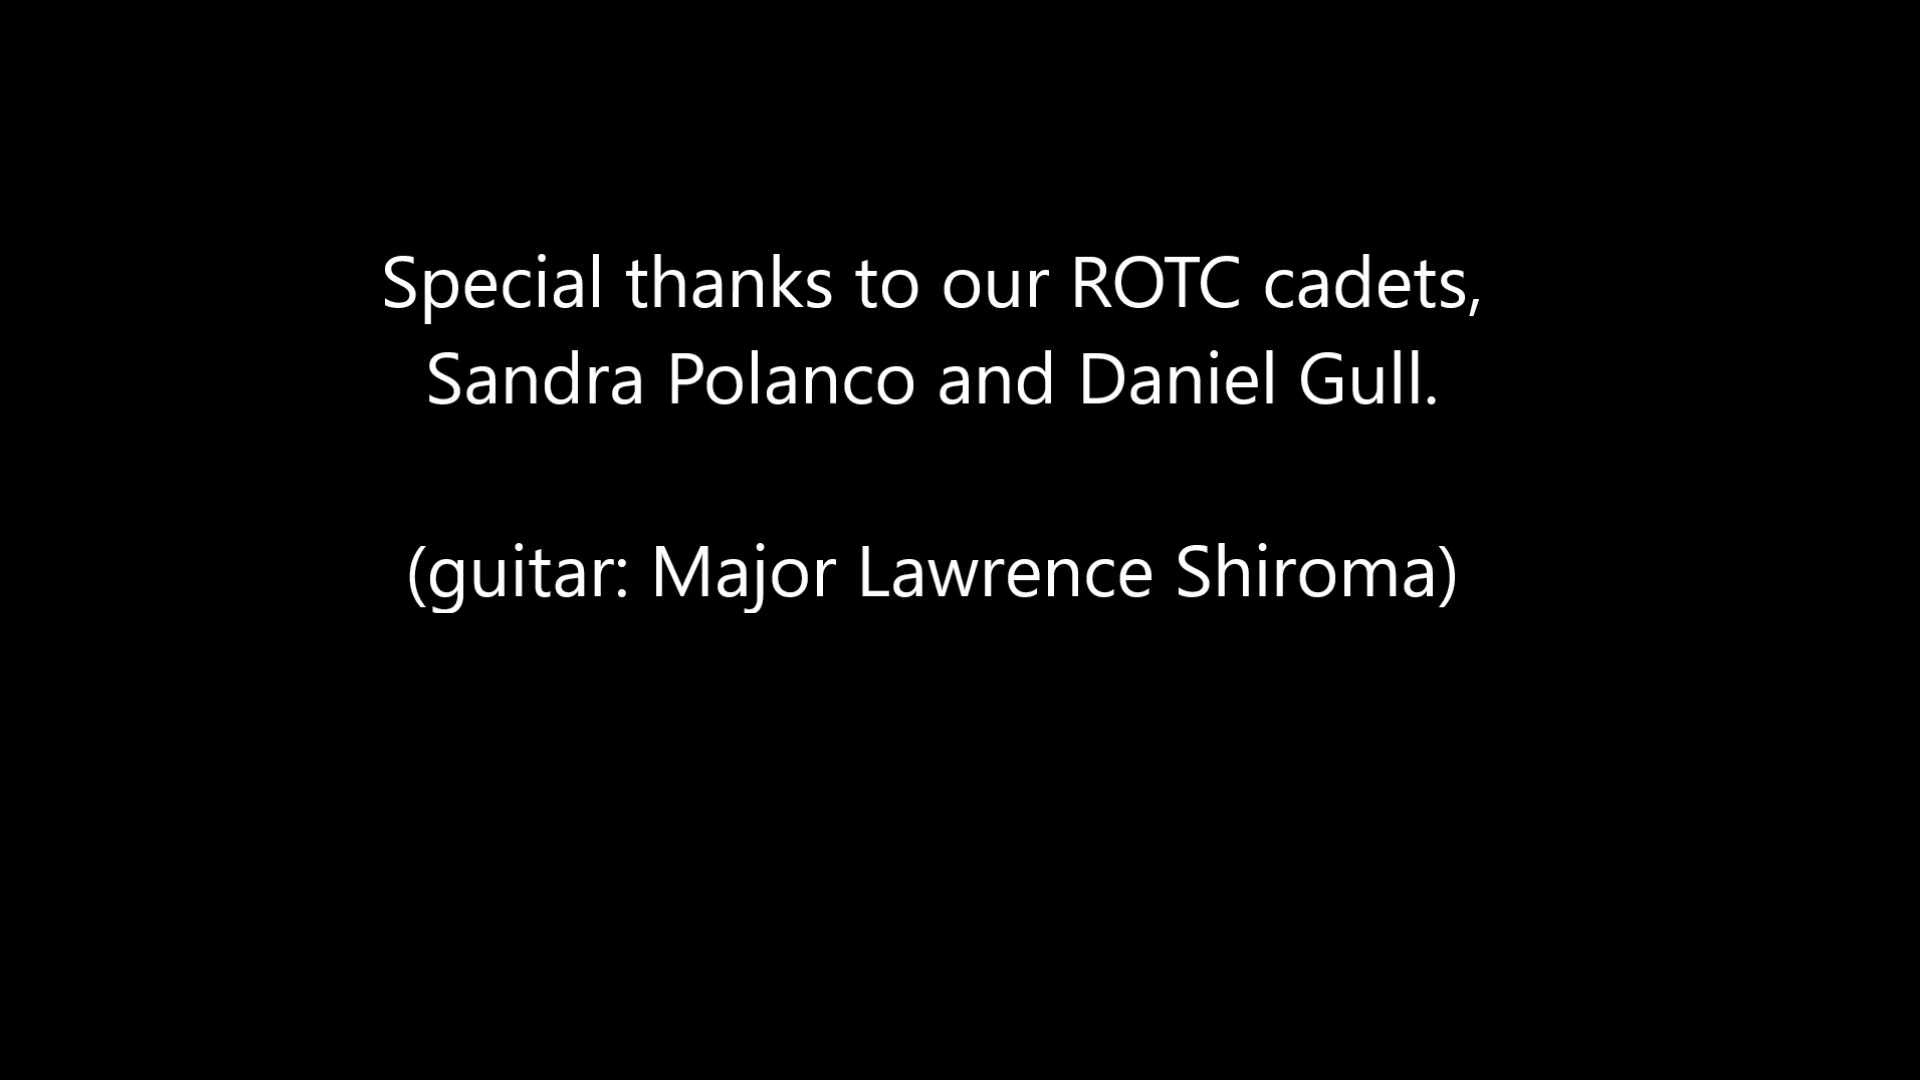 Special thanks to our ROTC cadets,
Sandra Polanco and Daniel Gull.
(guitar: Major Lawrence Shiroma)